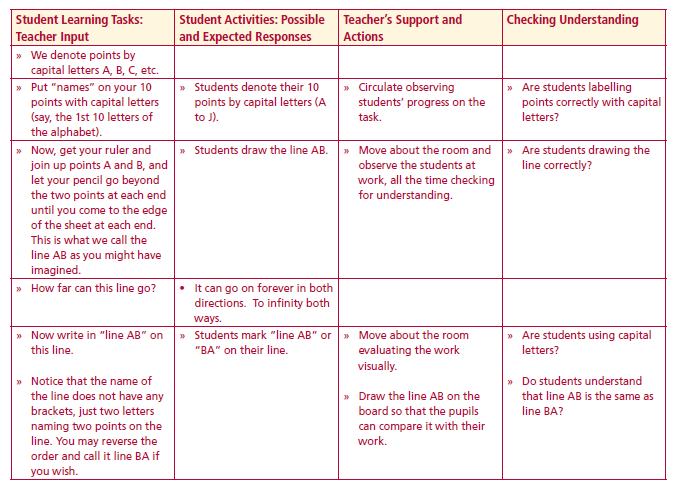 Student Learning Tasks:
Teacher Input
Student Activities: Possible
and Expected Responses
Teacher's Support and
Actions
Checking Understanding
» We denote points by
capital letters A, B, C, etc.
» Put "names" on your 10
points with capital letters
(say, the 1st 10 letters of
the alphabet).
» Students denote their 10
points by capital letters (A
to J).
» Circulate observing
students' progress on the
task.
» Are students labelling
points correctly with capital
letters?
» Now, get your ruler and
join up points A and B, and
let your pencil go beyond
the two points at each end
until you come to the edge
of the sheet at each end.
This is what we call the
line AB as you might have
imagined.
» Students draw the line AB.
» Move about the room and
observe the students at
work, all the time checking
for understanding.
» Are students drawing the
line correctly?
» How far can this line go?
• It can go on forever in both
directions. To infinity both
ways.
» Now write in "line AB" on
this line.
» Notice that the name of
the line does not have any
brackets, just two letters
naming two points on the
line. You may reverse the
order and call it line BA if
you wish.
» Students mark "line AB" or
"BA" on their line.
» Move about the room
evaluating the work
visually.
» Draw the line AB on the
board so that the pupils
can compare it with their
work.
» Are students using capital
letters?
» Do students understand
that line AB is the same as
line BA?